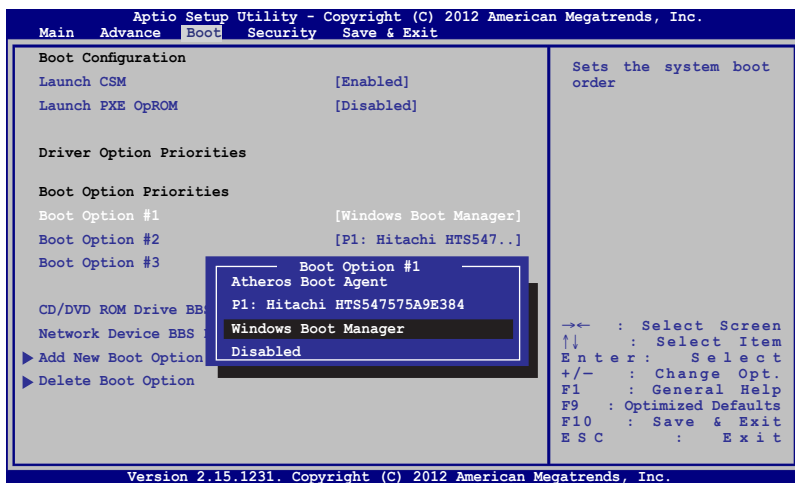 Aptio Setup Utility - Copyright (C) 2012 American Megatrends, Inc.
Main Advance Boot Security Save & Exit
Boot Configuration
Launch CSM [Enabled]
Launch PXE OpROM [Disabled]
Driver Option Priorities
Boot Option Priorities
Boot Option #1 [Windows Boot Manager]
Boot Option #2 [P1: Hitachi HTS547..]
Boot Option #3
CD/DVD ROM Drive BBS
Network Device BBS
Add New Boot Option
Delete Boot Option
Boot Option #1
Atheros Boot Agent
P1: Hitachi HTS547575A9E384
Windows Boot Manager
Disabled
Sets the system boot
order
→← : Select Screen
↑↓ : Select Item
Enter: Select
+/— : Change Opt.
F1 : General Help
F9 : Optimized Defaults
F10 : Save & Exit
ESC : Exit
Version 2.15.1231. Copyright (C) 2012 American Megatrends, Inc.